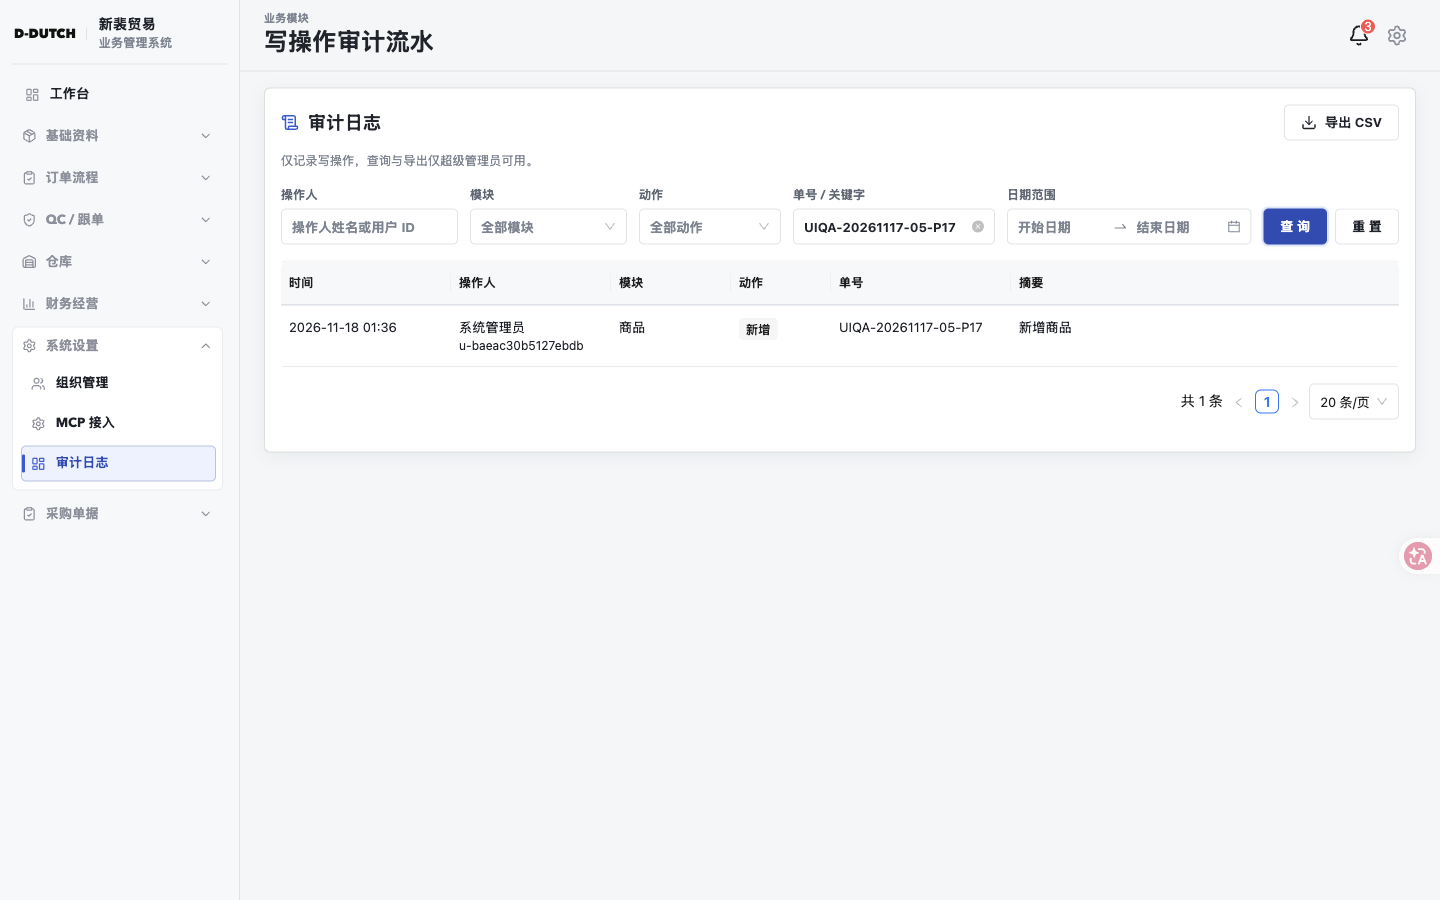 D-DUTCH
新裴贸易
业务管理系统
工作台
基础资料
订单流程
QC / 跟单
仓库
财务经营
系统设置
组织管理
MCP 接入
审计日志
采购单据
业务模块
写操作审计流水
3
审计日志
导出 CSV
仅记录写操作，查询与导出仅超级管理员可用。
操作人
模块
动作
单号 / 关键字
日期范围
操作人姓名或用户 ID
全部模块
全部动作
UIQA-20261117-05-P17
开始日期
结束日期
查 询
重 置
时间 操作人 模块 动作 单号 摘要
2026-11-18 01:36 系统管理员 商品 新增 UIQA-20261117-05-P17 新增商品
u-baeac30b5127ebdb
共 1 条
1
20 条/页